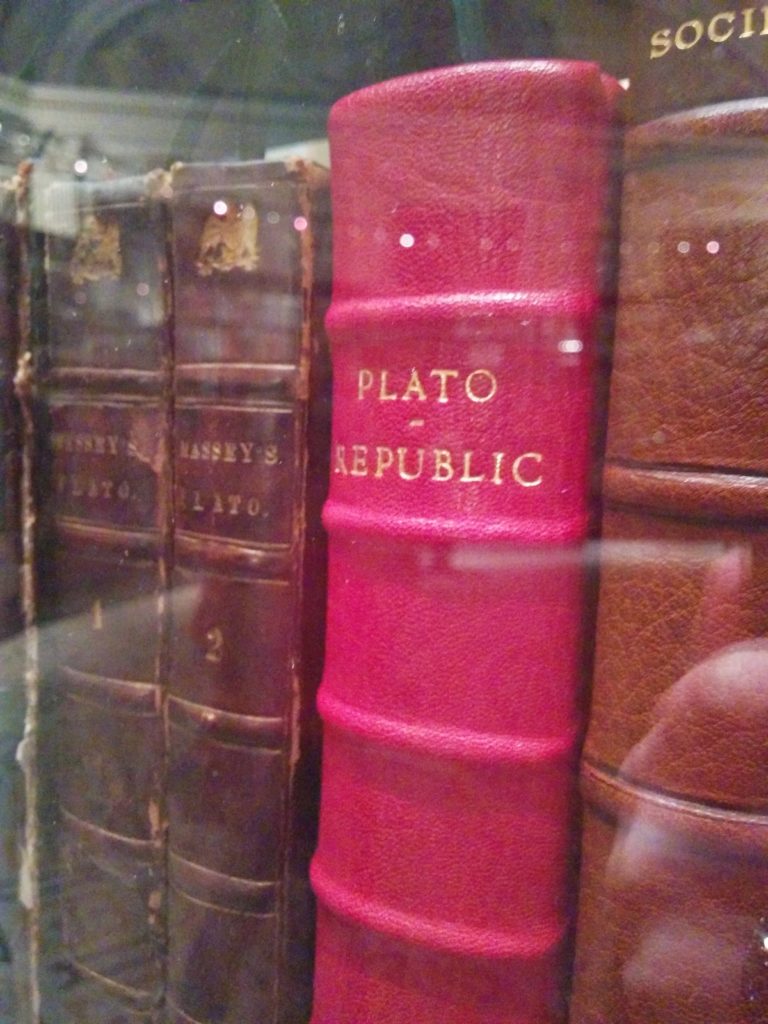 MASSEY'S
PLATO.
1
MASSEY'S
PLATO.
2
PLATO
-
REPUBLIC
SOCI